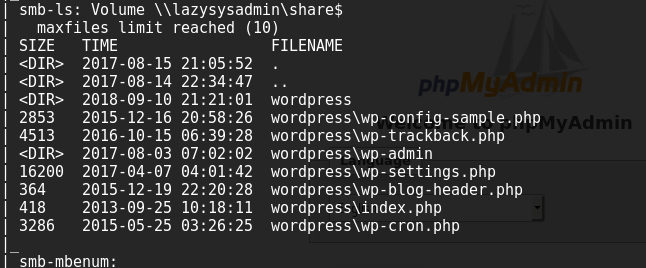 |_
| smb-ls: Volume \\lazysysadmin\share$
|   maxfiles limit reached (10)
| SIZE   TIME                 FILENAME
| <DIR>  2017-08-15 21:05:52  .
| <DIR>  2017-08-14 22:34:47  ..
| <DIR>  2018-09-10 21:21:01  wordpress
| 2853   2015-12-16 20:58:26  wordpress\wp-config-sample.php
| 4513   2016-10-15 06:39:28  wordpress\wp-trackback.php
| <DIR>  2017-08-03 07:02:02  wordpress\wp-admin
| 16200  2017-04-07 04:01:42  wordpress\wp-settings.php
| 364    2015-12-19 22:20:28  wordpress\wp-blog-header.php
| 418    2013-09-25 10:18:11  wordpress\index.php
| 3286   2015-05-25 03:26:25  wordpress\wp-cron.php
|_
| smb-mbenum:
phpMyAdmin
Welcome to phpMyAdmin
Language